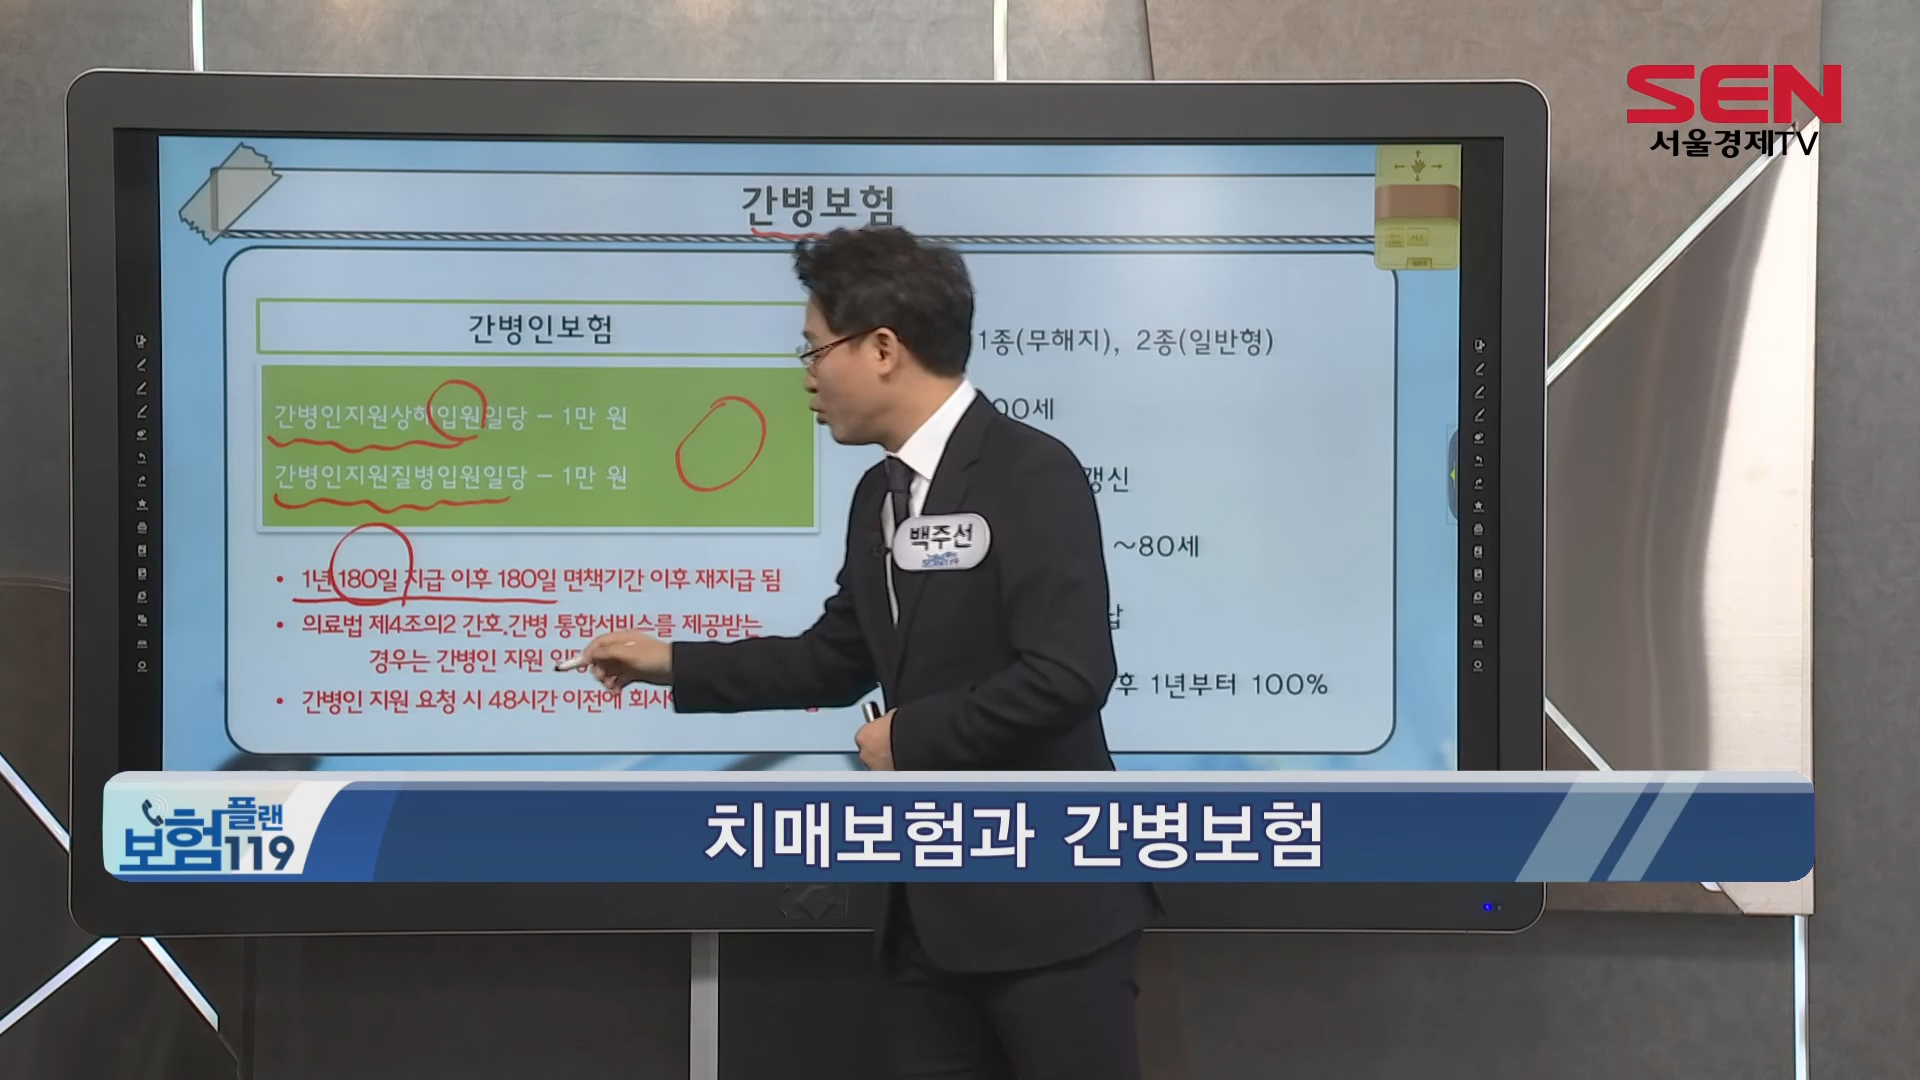 SEN
서울경제TV
간병보험
간병인보험
1종(무해지), 2종(일반형)
간병인지원상해입원일당 - 1만 원
간병인지원질병입원일당 - 1만 원
갱신
~80세
• 1년 180일 지급 이후 180일 면책기간 이후 재지급 됨
• 의료법 제4조의2 간호.간병 통합서비스를 제공받는
경우는 간병인 지원
• 간병인 지원 요청 시 48시간 이전에
후 1년부터 100%
백주선
보험플랜119
치매보험과 간병보험